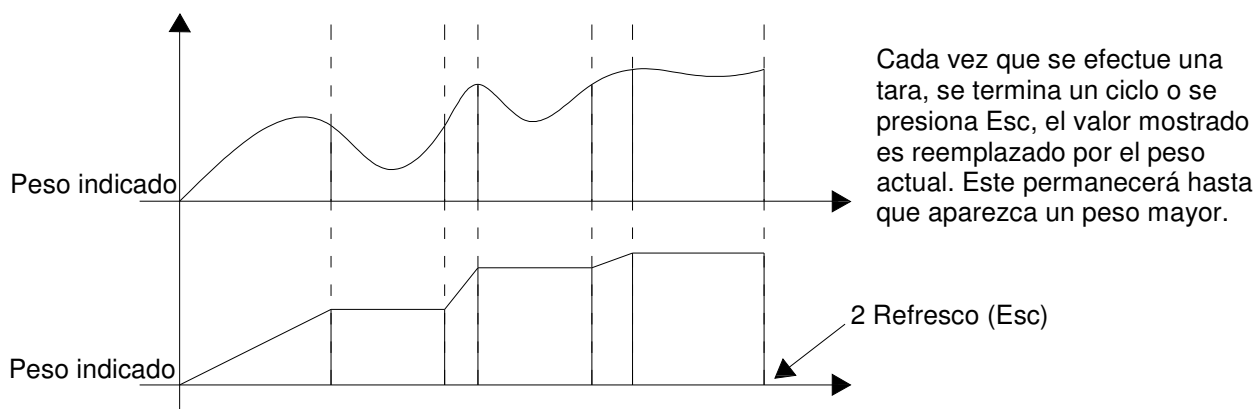 Cada vez que se efectue una
tara, se termina un ciclo o se
presiona Esc, el valor mostrado
es reemplazado por el peso
actual. Este permanecerá hasta
que aparezca un peso mayor.
Peso indicado
2 Refresco (Esc)
Peso indicado